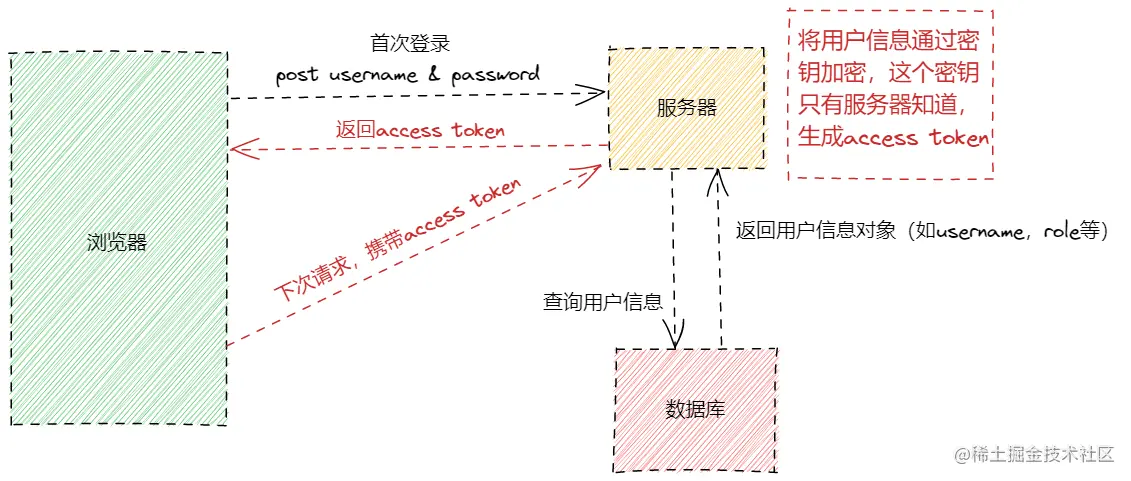 首次登录
post username & password
返回access token
下次请求，携带access token
浏览器
服务器
将用户信息通过密
钥加密，这个密钥
只有服务器知道，
生成access token
返回用户信息对象（如username，role等）
查询用户信息
数据库
@稀土掘金技术社区